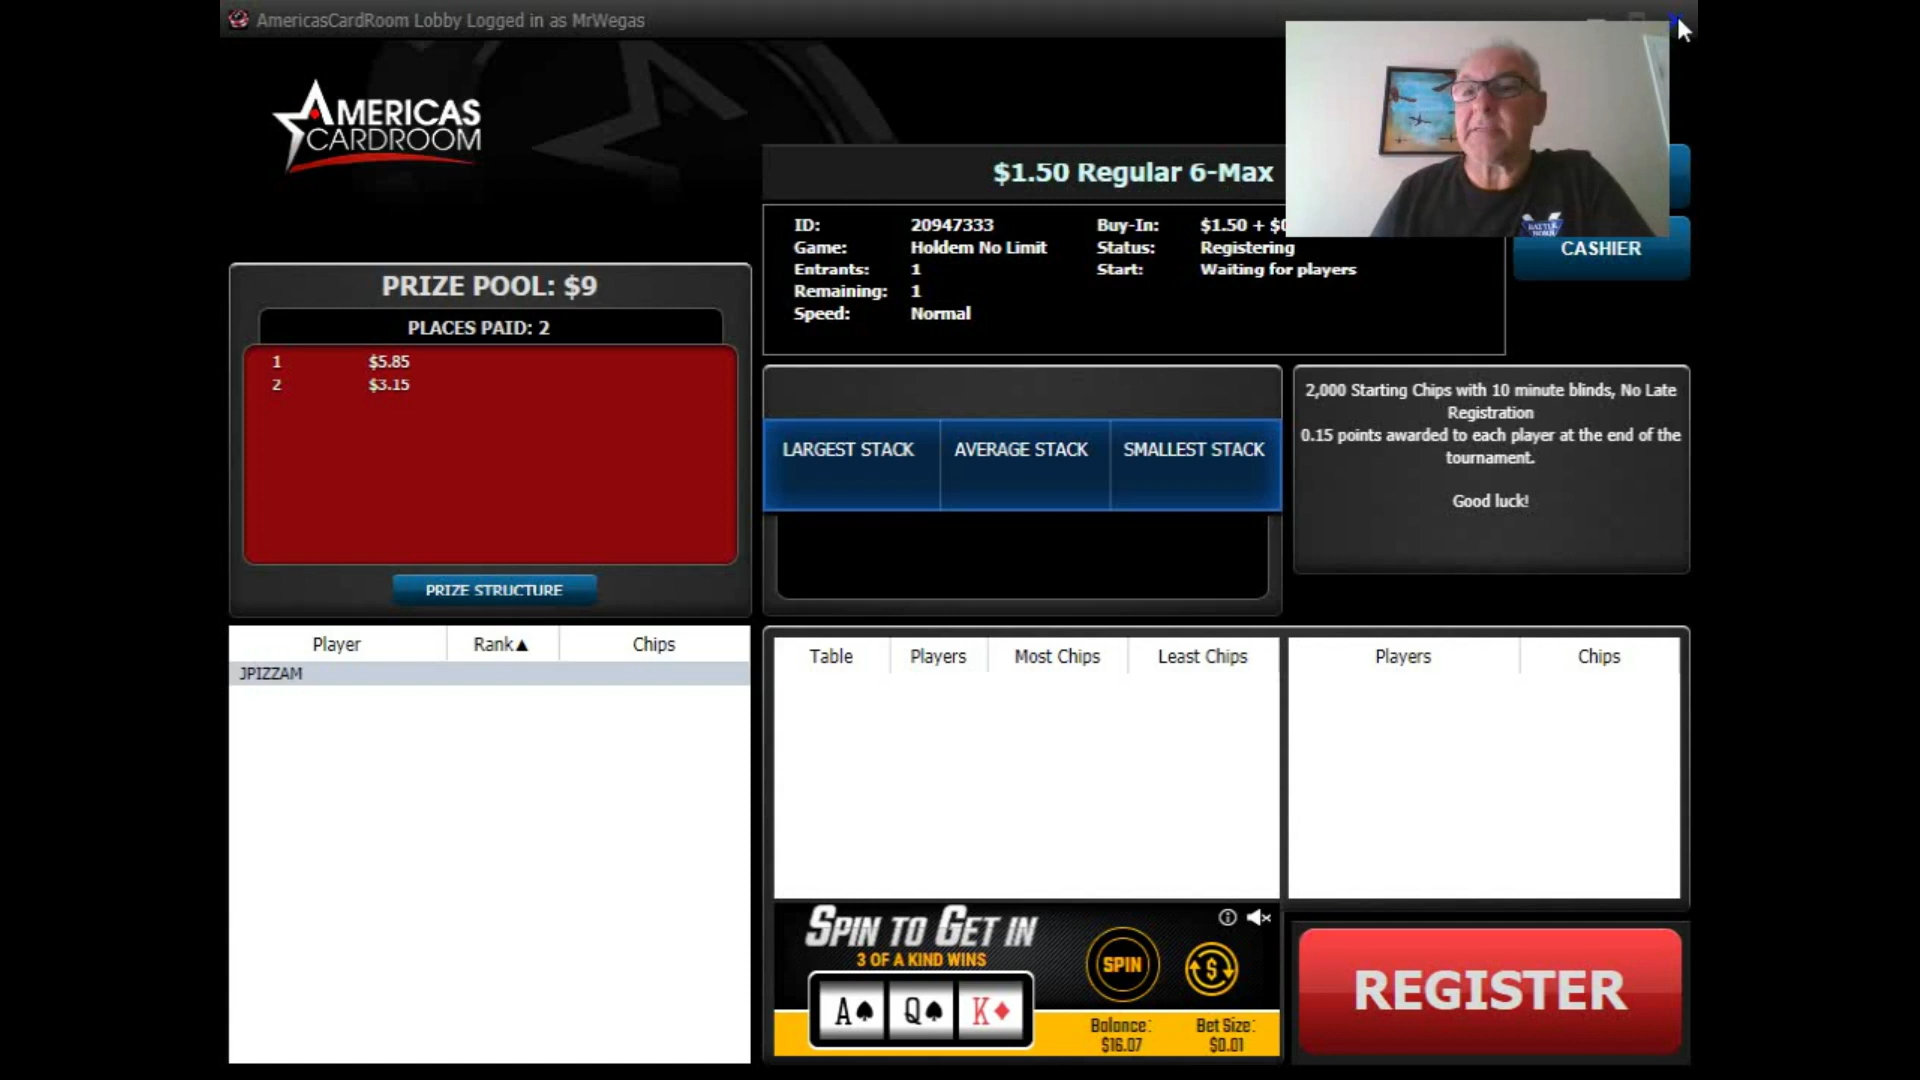 AmericasCardRoom Lobby Logged in as MrWegas
AMERICAS
CARDROOM
$1.50 Regular 6-Max
ID: 20947333 Buy-In: $1.50 +
Game: Holdem No Limit Status: Registering
Entrants: 1 Start: Waiting for players
Remaining: 1
Speed: Normal
CASHIER
PRIZE POOL: $9
PLACES PAID: 2
1 $5.85
2 $3.15
PRIZE STRUCTURE
LARGEST STACK AVERAGE STACK SMALLEST STACK
2,000 Starting Chips with 10 minute blinds, No Late
Registration
0.15 points awarded to each player at the end of the
tournament.
Good luck!
Player Rank▲ Chips
JPIZZAM
Table Players Most Chips Least Chips
Players Chips
SPIN TO GET IN
3 OF A KIND WINS
SPIN
$
A♠ Q♠ K♦
Balance: Bet Size:
$16.07 $0.01
REGISTER